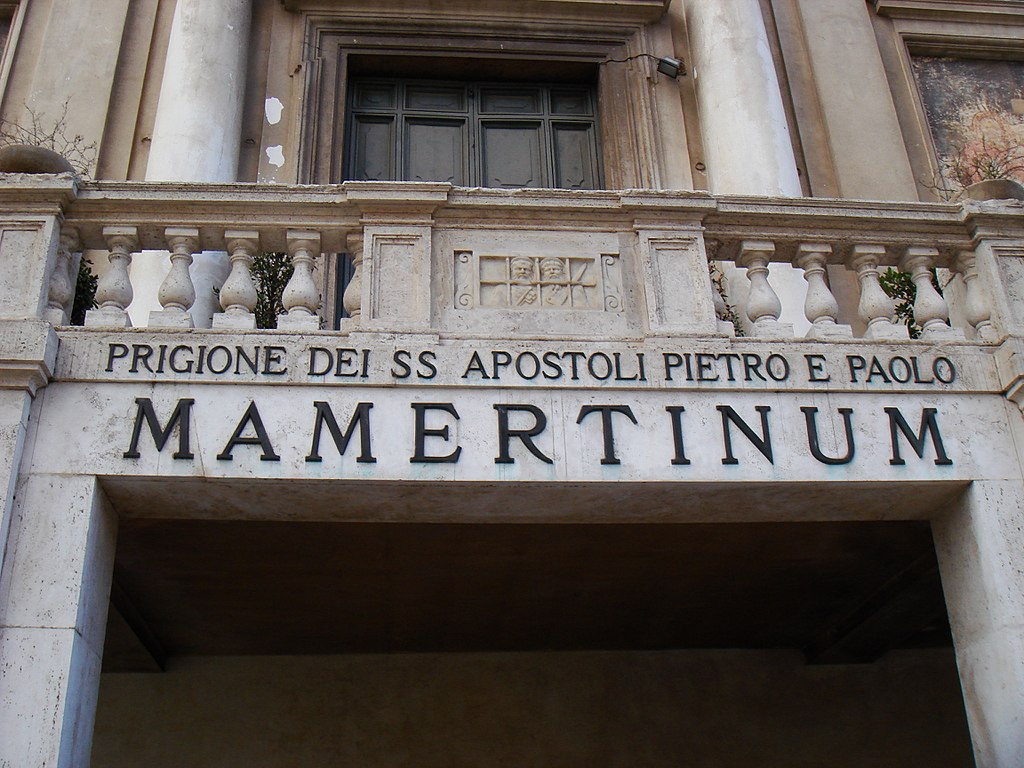 PRIGIONE DEI SS APOSTOLI PIETRO E PAOLO
MAMERTINUM